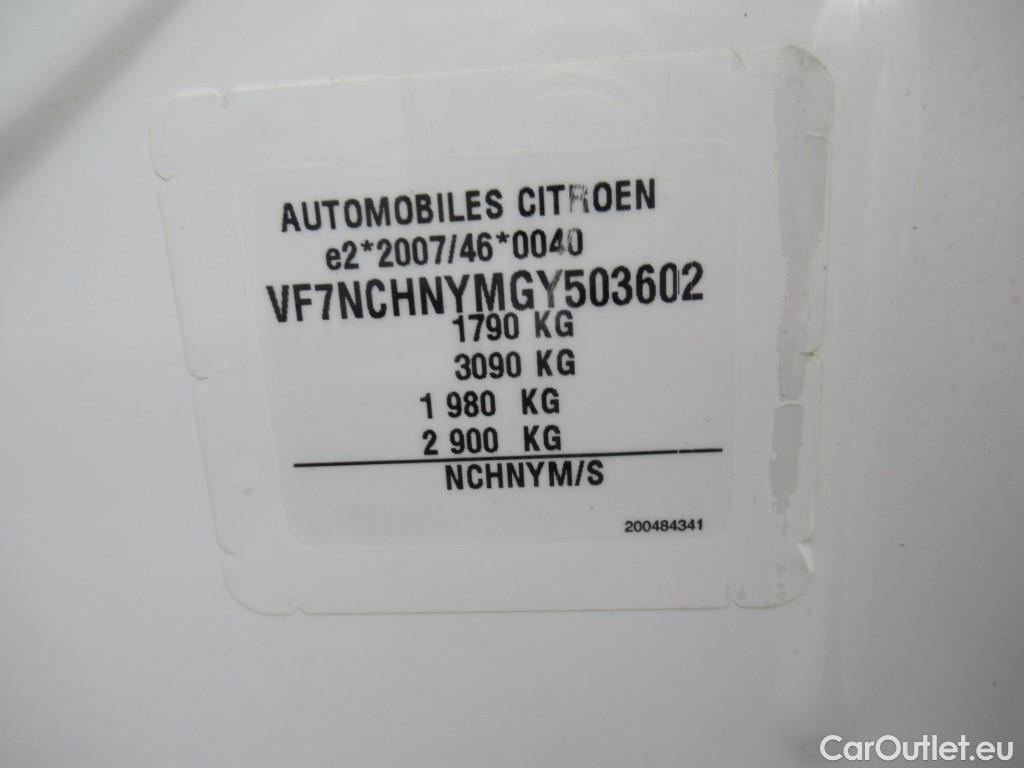 AUTOMOBILES CITROEN
e2*2007/46*0040
VF7NCHNYMGY503602
1790 KG
3090 KG
1 980 KG
2 900 KG
NCHNYM/S
200484341
CarOutlet.eu